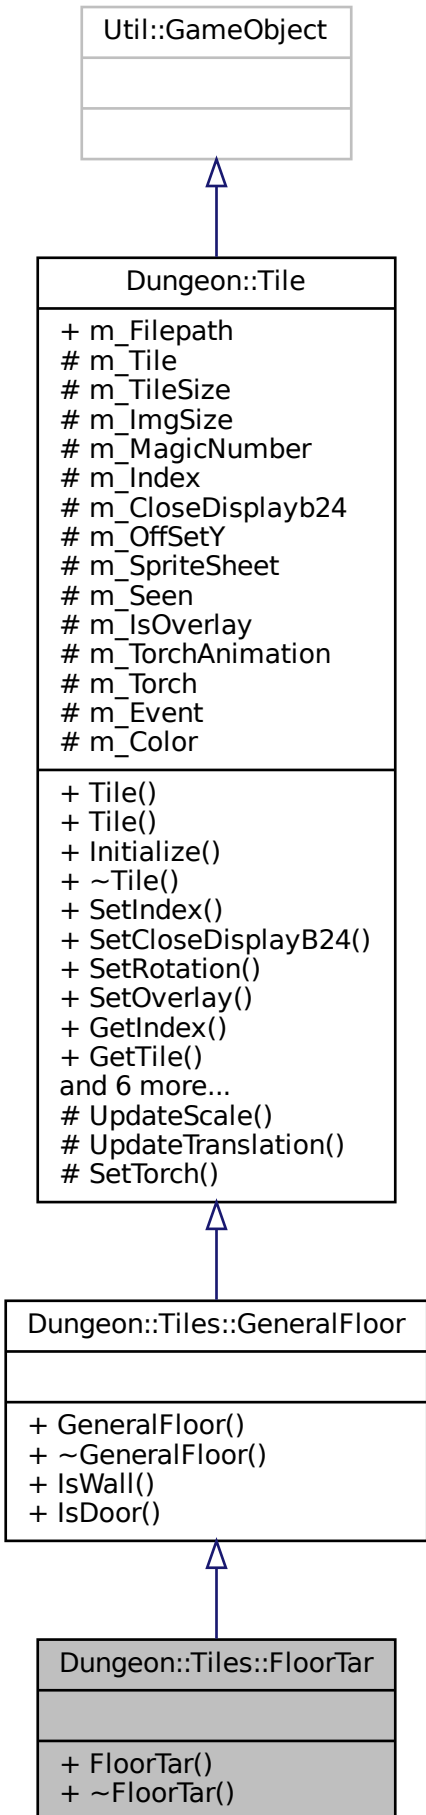 Util::GameObject
Dungeon::Tile
+ m_Filepath
# m_Tile
# m_TileSize
# m_ImgSize
# m_MagicNumber
# m_Index
# m_CloseDisplayb24
# m_OffSetY
# m_SpriteSheet
# m_Seen
# m_IsOverlay
# m_TorchAnimation
# m_Torch
# m_Event
# m_Color
+ Tile()
+ Tile()
+ Initialize()
+ ~Tile()
+ SetIndex()
+ SetCloseDisplayB24()
+ SetRotation()
+ SetOverlay()
+ GetIndex()
+ GetTile()
and 6 more...
# UpdateScale()
# UpdateTranslation()
# SetTorch()
Dungeon::Tiles::GeneralFloor
+ GeneralFloor()
+ ~GeneralFloor()
+ IsWall()
+ IsDoor()
Dungeon::Tiles::FloorTar
+ FloorTar()
+ ~FloorTar()